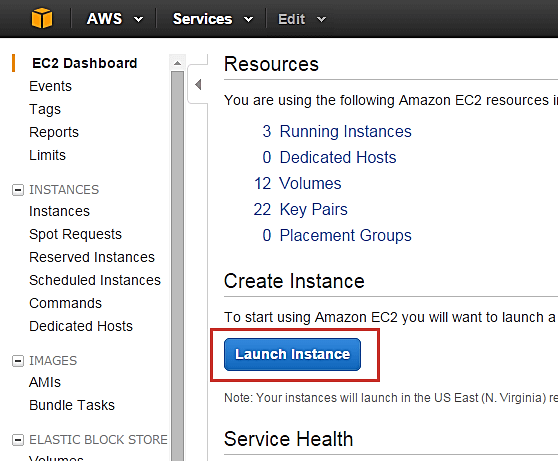 AWS Services Edit
EC2 Dashboard
Events
Tags
Reports
Limits
INSTANCES
Instances
Spot Requests
Reserved Instances
Scheduled Instances
Commands
Dedicated Hosts
IMAGES
AMIs
Bundle Tasks
ELASTIC BLOCK STORE
Volumes
Resources
You are using the following Amazon EC2 resources
3 Running Instances
0 Dedicated Hosts
12 Volumes
22 Key Pairs
0 Placement Groups
Create Instance
To start using Amazon EC2 you will want to launch a
Launch Instance
Note: Your instances will launch in the US East (N. Virginia)
Service Health